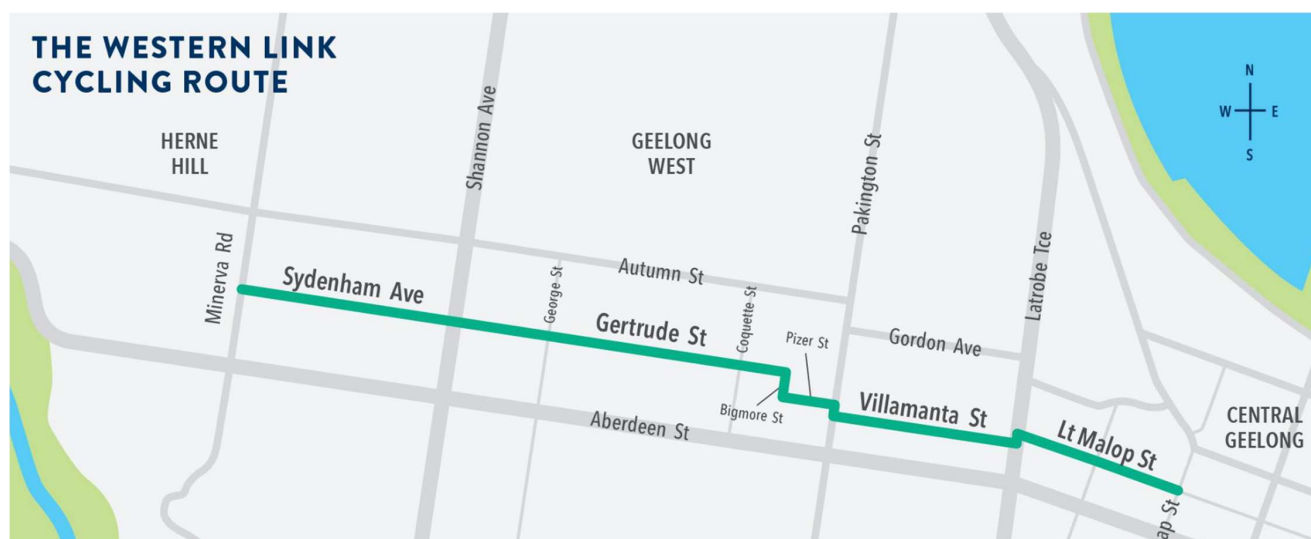 THE WESTERN LINK
CYCLING ROUTE
N
W
E
S
HERNE
HILL
GEELONG
WEST
Shannon Ave
Pakington St
Minerva Rd
Latrobe Tce
Sydenham Ave
George St
Autumn St
Gertrude St
Coquette St
Pizer St
Gordon Ave
Bigmore St
Villamanta St
Aberdeen St
Lt Malop St
CENTRAL
GEELONG
St